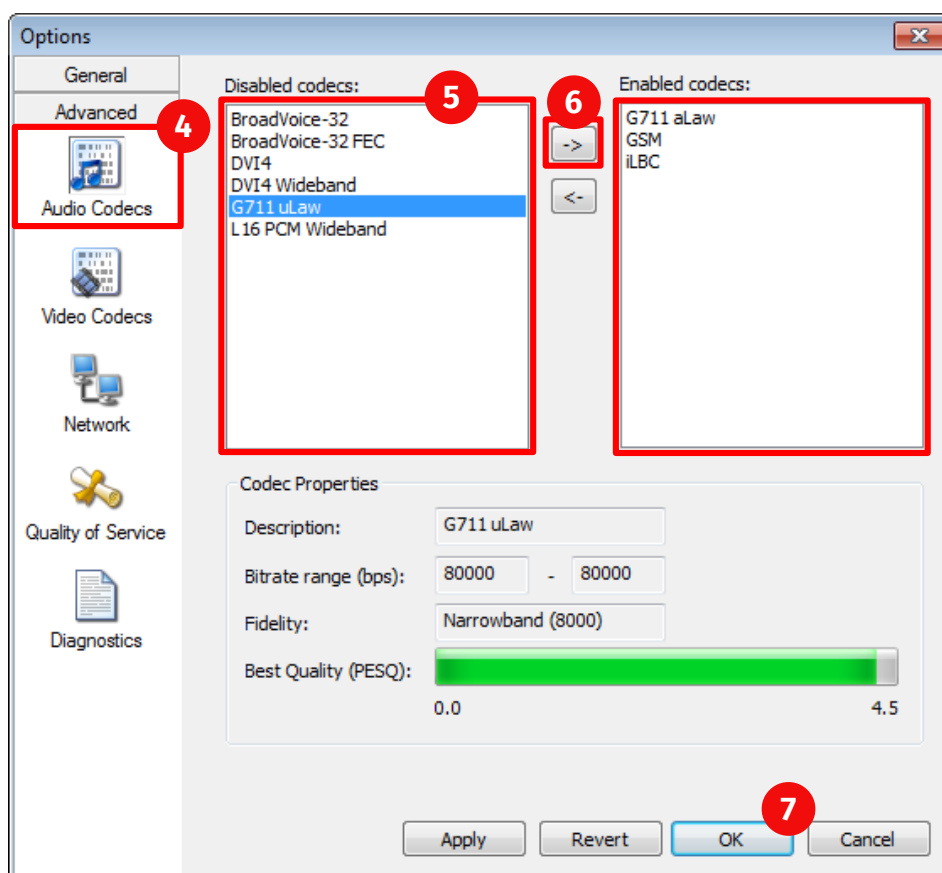 Options
General
Advanced
4
Audio Codecs
Video Codecs
Network
Quality of Service
Diagnostics
Disabled codecs:
5
BroadVoice-32
BroadVoice-32 FEC
DVI4
DVI4 Wideband
G711 uLaw
L16 PCM Wideband
6
->
<-
Enabled codecs:
G711 aLaw
GSM
iLBC
Codec Properties
Description: G711 uLaw
Bitrate range (bps): 80000 - 80000
Fidelity: Narrowband (8000)
Best Quality (PESQ):
0.0 4.5
7
Apply Revert OK Cancel